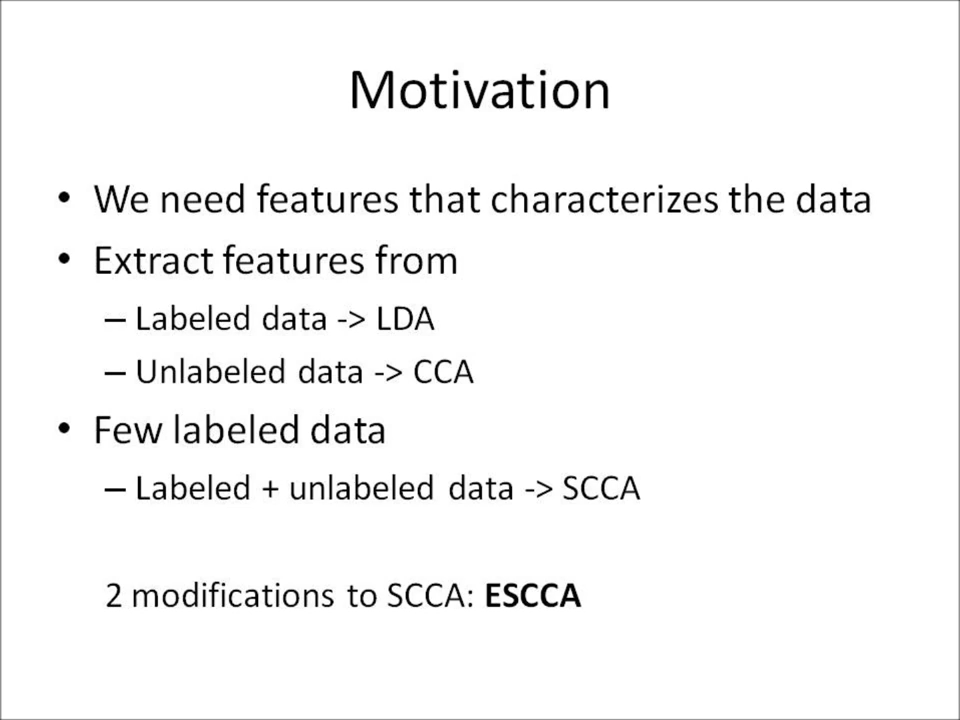 Motivation
• We need features that characterizes the data
• Extract features from
– Labeled data -> LDA
– Unlabeled data -> CCA
• Few labeled data
– Labeled + unlabeled data -> SCCA
2 modifications to SCCA: ESCCA